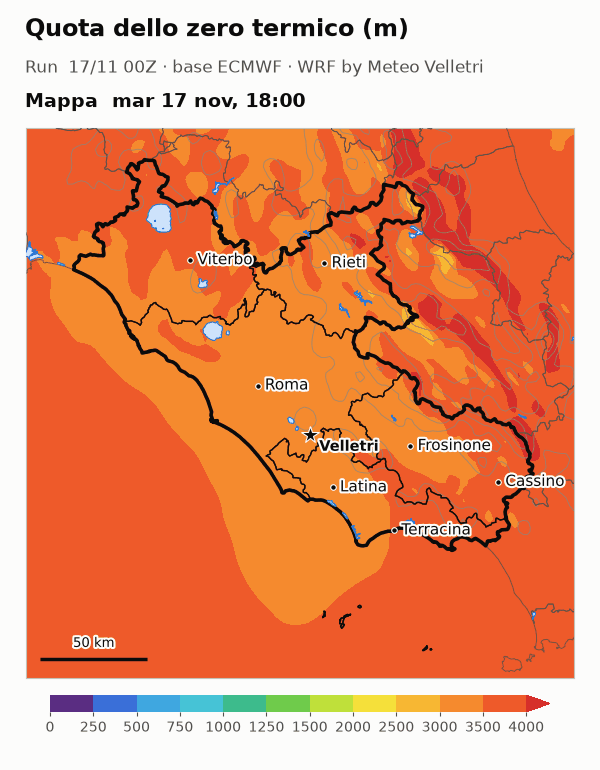 Quota dello zero termico (m)
Run  17/11 00Z · base ECMWF · WRF by Meteo Velletri
Mappa  mar 17 nov, 18:00
Viterbo
Rieti
Roma
Velletri
Frosinone
Latina
Cassino
Terracina
50 km
0 250 500 750 1000 1250 1500 2000 2500 3000 3500 4000